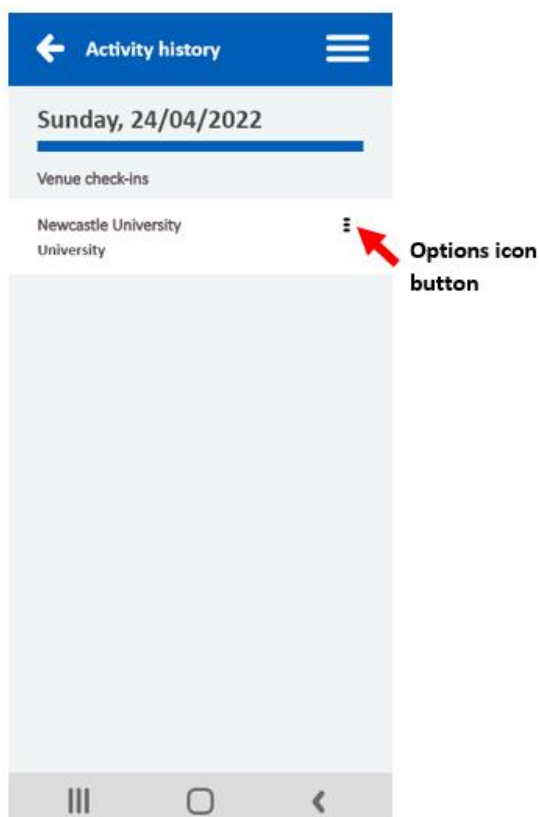 Activity history
Sunday, 24/04/2022
Venue check-ins
Newcastle University
University
Options icon
button